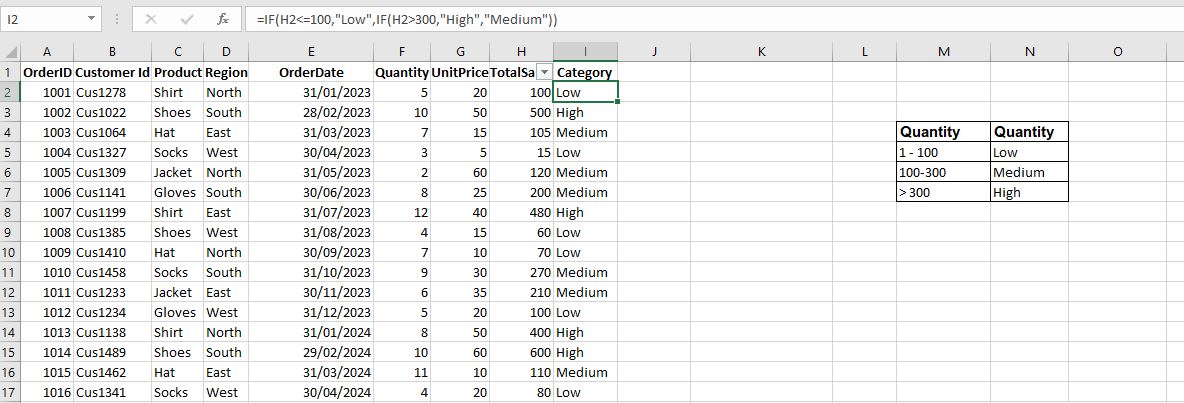 I2 fx =IF(H2<=100,"Low",IF(H2>300,"High","Medium"))
A B C D E F G H I J K L M N O
1 OrderID Customer Id Product Region OrderDate Quantity UnitPrice TotalSa Category
2 1001 Cus1278 Shirt North 31/01/2023 5 20 100 Low
3 1002 Cus1022 Shoes South 28/02/2023 10 50 500 High
4 1003 Cus1064 Hat East 31/03/2023 7 15 105 Medium Quantity Quantity
5 1004 Cus1327 Socks West 30/04/2023 3 5 15 Low 1 - 100 Low
6 1005 Cus1309 Jacket North 31/05/2023 2 60 120 Medium 100-300 Medium
7 1006 Cus1141 Gloves South 30/06/2023 8 25 200 Medium > 300 High
8 1007 Cus1199 Shirt East 31/07/2023 12 40 480 High
9 1008 Cus1385 Shoes West 31/08/2023 4 15 60 Low
10 1009 Cus1410 Hat North 30/09/2023 7 10 70 Low
11 1010 Cus1458 Socks South 31/10/2023 9 30 270 Medium
12 1011 Cus1233 Jacket East 30/11/2023 6 35 210 Medium
13 1012 Cus1234 Gloves West 31/12/2023 5 20 100 Low
14 1013 Cus1138 Shirt North 31/01/2024 8 50 400 High
15 1014 Cus1489 Shoes South 29/02/2024 10 60 600 High
16 1015 Cus1462 Hat East 31/03/2024 11 10 110 Medium
17 1016 Cus1341 Socks West 30/04/2024 4 20 80 Low